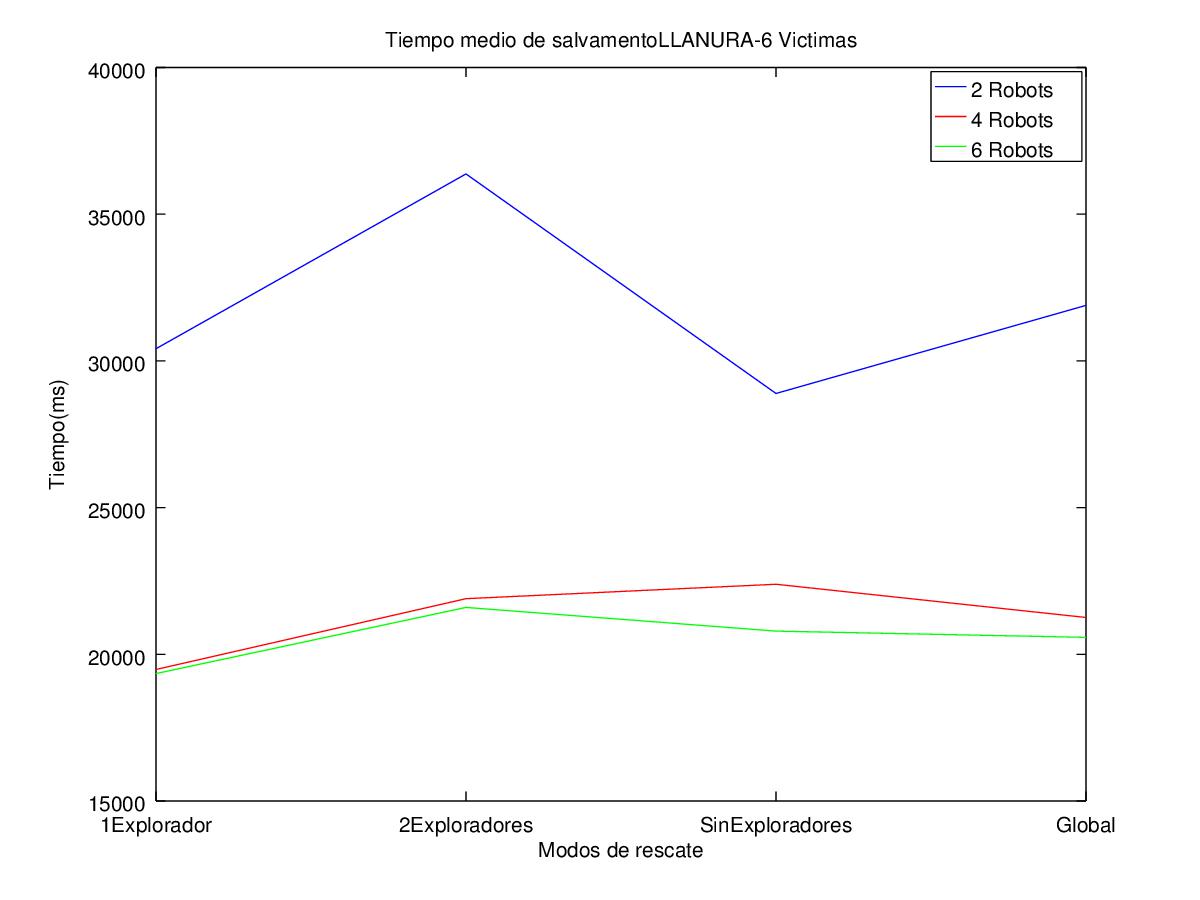 Tiempo medio de salvamentoLLANURA-6 Victimas
2 Robots
4 Robots
6 Robots
40000
35000
30000
25000
20000
15000
Tiempo(ms)
1Explorador 2Exploradores SinExploradores Global
Modos de rescate